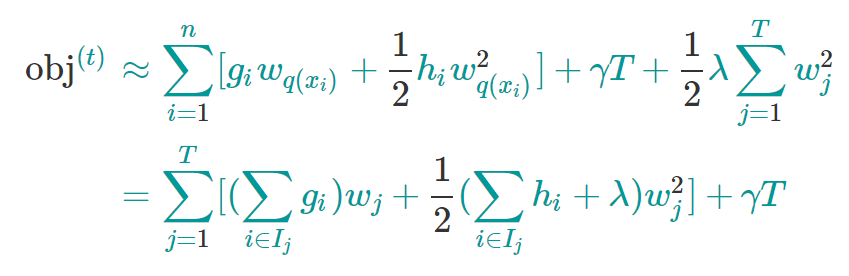 obj^{(t)} ≈ \sum_{i=1}^{n} [g_i w_{q(x_i)} + \frac{1}{2} h_i w_{q(x_i)}^2] + γT + \frac{1}{2} λ \sum_{j=1}^{T} w_j^2
= \sum_{j=1}^{T} [(\sum_{i∈I_j} g_i) w_j + \frac{1}{2} (\sum_{i∈I_j} h_i + λ) w_j^2] + γT